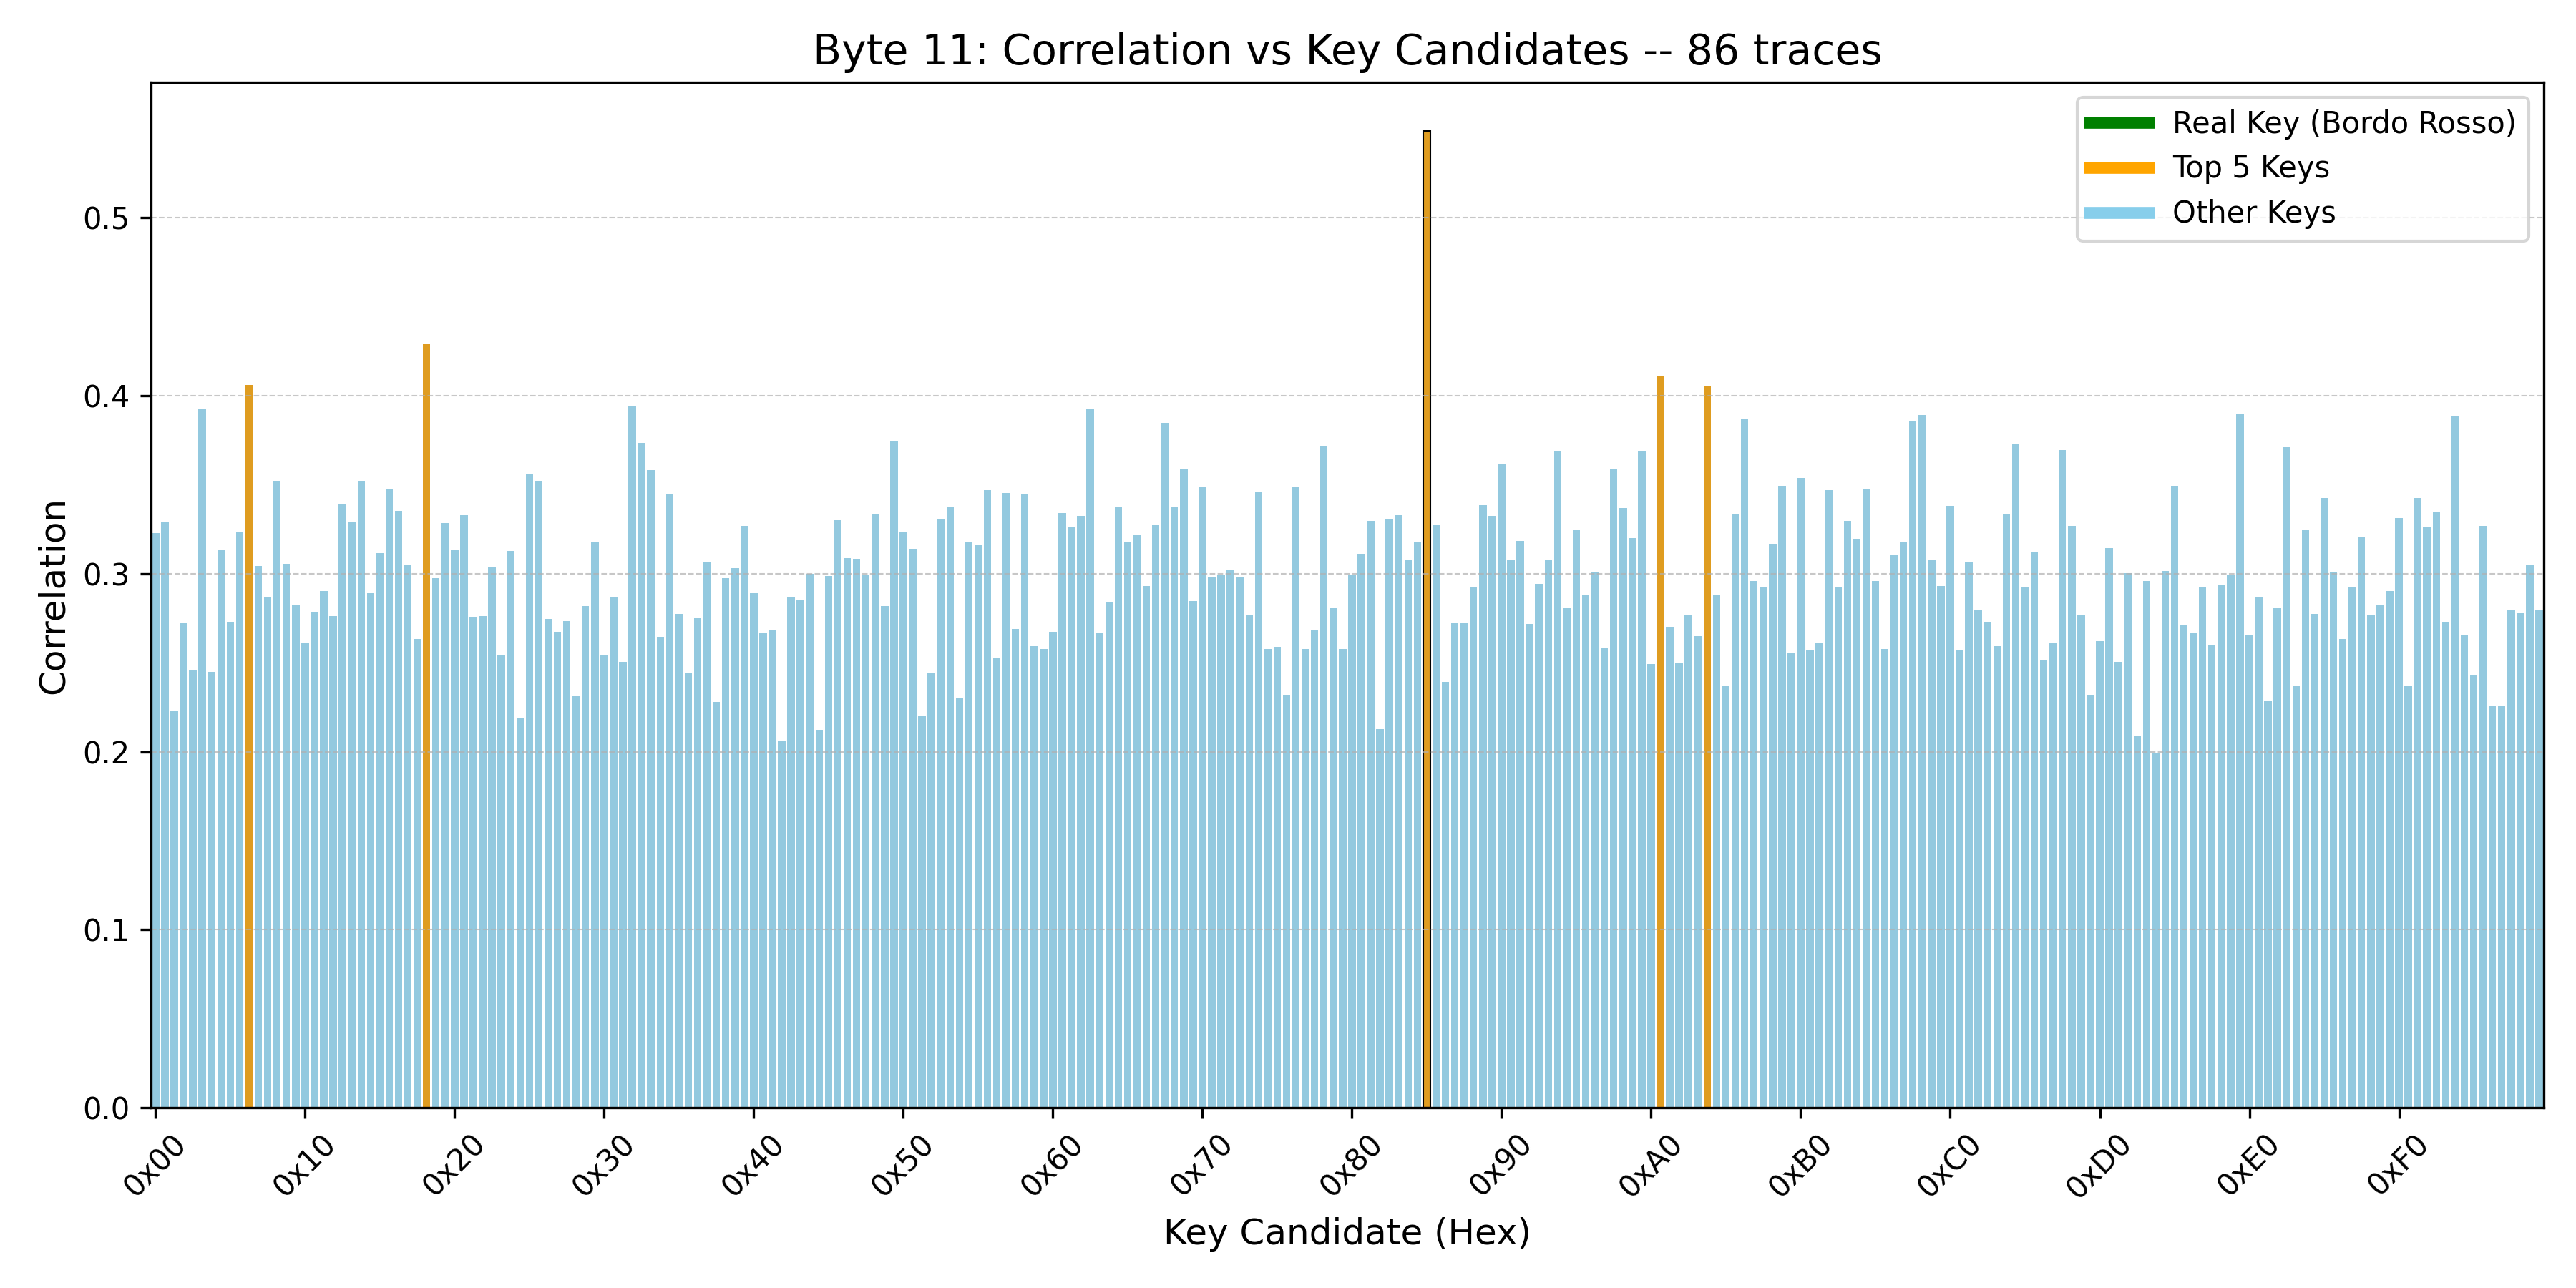 Byte 11: Correlation vs Key Candidates -- 86 traces
Real Key (Bordo Rosso)
Top 5 Keys
Other Keys
Correlation
0.5
0.4
0.3
0.2
0.1
0.0
0x00 0x10 0x20 0x30 0x40 0x50 0x60 0x70 0x80 0x90 0xA0 0xB0 0xC0 0xD0 0xE0 0xF0
Key Candidate (Hex)